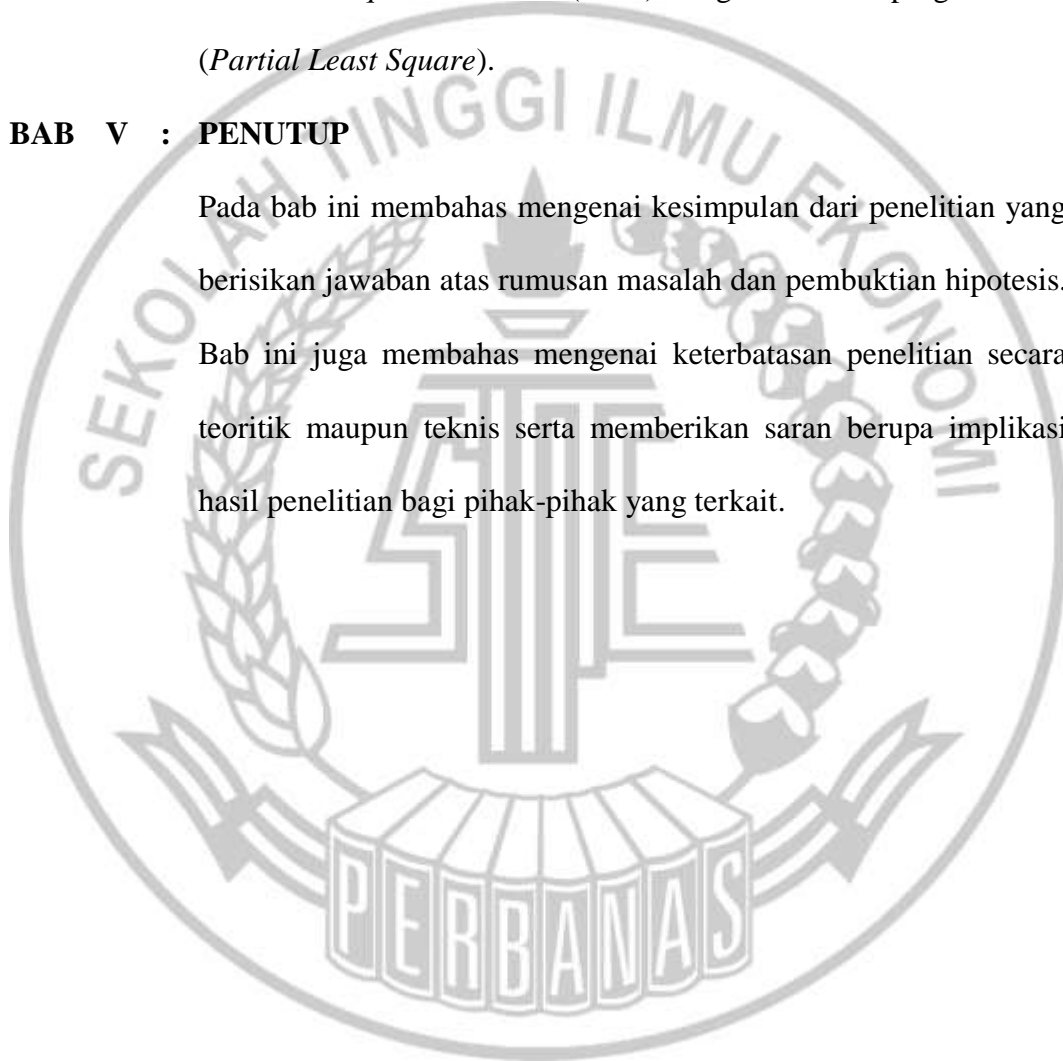 (Partial Least Square).
BAB V : PENUTUP
Pada bab ini membahas mengenai kesimpulan dari penelitian yang
berisikan jawaban atas rumusan masalah dan pembuktian hipotesis.
Bab ini juga membahas mengenai keterbatasan penelitian secara
teoritik maupun teknis serta memberikan saran berupa implikasi
hasil penelitian bagi pihak-pihak yang terkait.
SEKOLAH TINGGI ILMU EKONOMI
PERBANAS